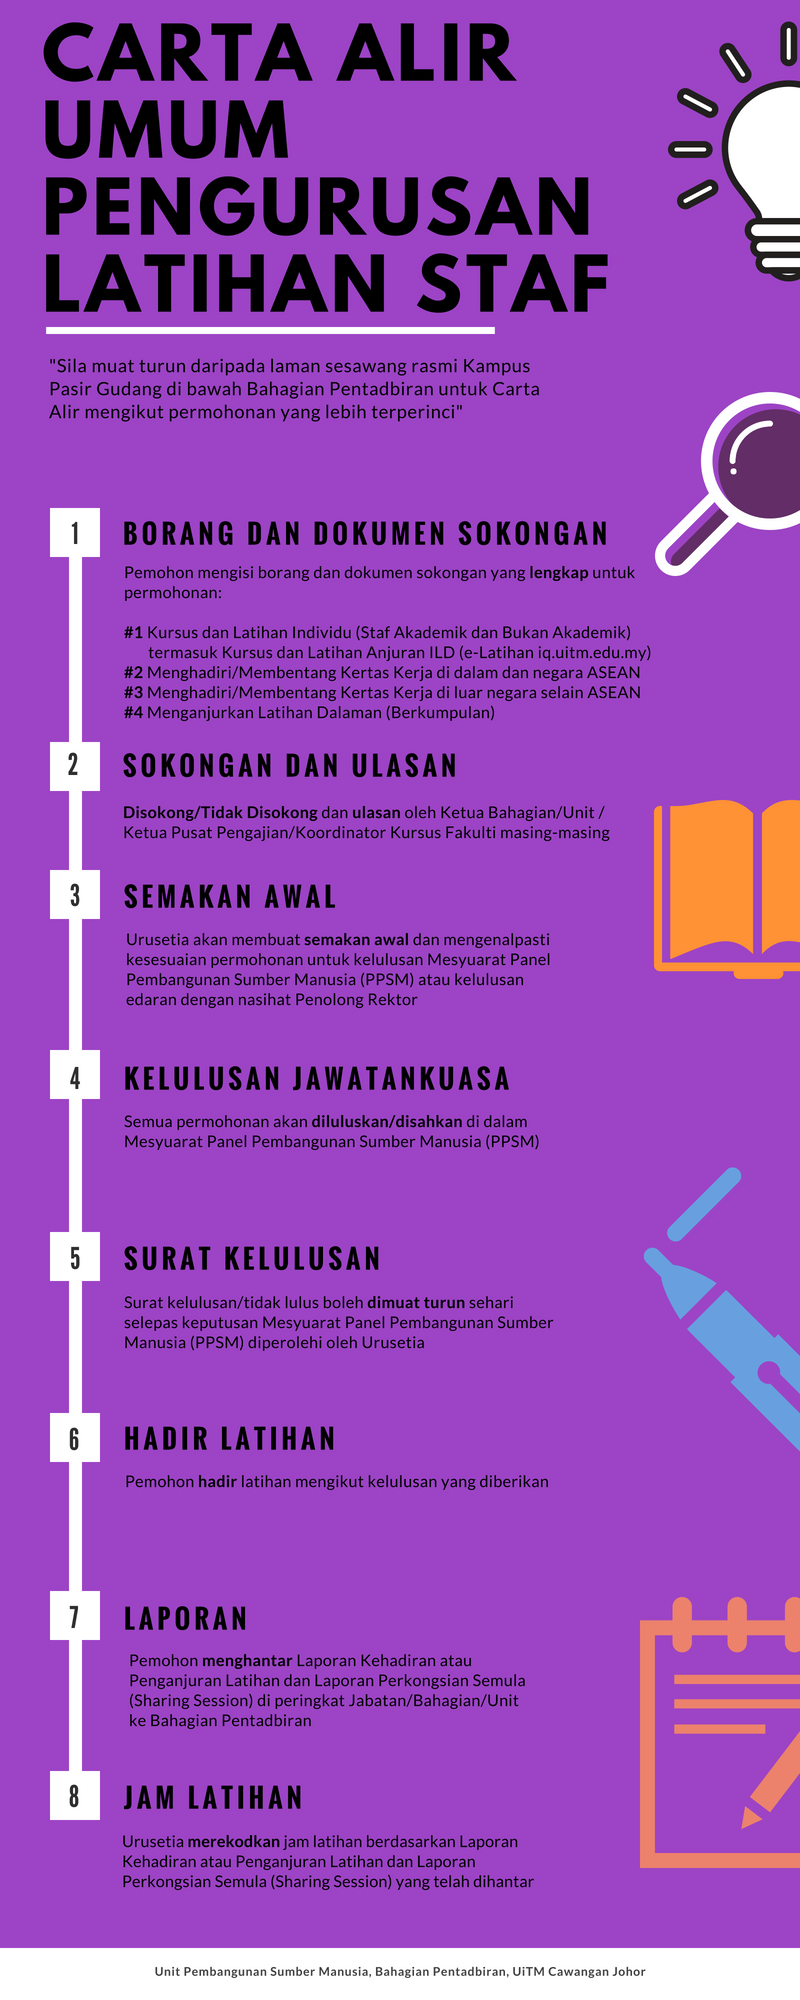 CARTA ALIR
UMUM
PENGURUSAN
LATIHAN STAF
"Sila muat turun daripada laman sesawang rasmi Kampus
Pasir Gudang di bawah Bahagian Pentadbiran untuk Carta
Alir mengikut permohonan yang lebih terperinci"
1
BORANG DAN DOKUMEN SOKONGAN
Pemohon mengisi borang dan dokumen sokongan yang lengkap untuk
permohonan:
#1 Kursus dan Latihan Individu (Staf Akademik dan Bukan Akademik)
termasuk Kursus dan Latihan Anjuran ILD (e-Latihan iq.uitm.edu.my)
#2 Menghadiri/Membentang Kertas Kerja di dalam dan negara ASEAN
#3 Menghadiri/Membentang Kertas Kerja di luar negara selain ASEAN
#4 Menganjurkan Latihan Dalaman (Berkumpulan)
2
SOKONGAN DAN ULASAN
Disokong/Tidak Disokong dan ulasan oleh Ketua Bahagian/Unit /
Ketua Pusat Pengajian/Koordinator Kursus Fakulti masing-masing
3
SEMAKAN AWAL
Urusetia akan membuat semakan awal dan mengenalpasti
kesesuaian permohonan untuk kelulusan Mesyuarat Panel
Pembangunan Sumber Manusia (PPSM) atau kelulusan
edaran dengan nasihat Penolong Rektor
4
KELULUSAN JAWATANKUASA
Semua permohonan akan diluluskan/disahkan di dalam
Mesyuarat Panel Pembangunan Sumber Manusia (PPSM)
5
SURAT KELULUSAN
Surat kelulusan/tidak lulus boleh dimuat turun sehari
selepas keputusan Mesyuarat Panel Pembangunan Sumber
Manusia (PPSM) diperolehi oleh Urusetia
6
HADIR LATIHAN
Pemohon hadir latihan mengikut kelulusan yang diberikan
7
LAPORAN
Pemohon menghantar Laporan Kehadiran atau
Penganjuran Latihan dan Laporan Perkongsian Semula
(Sharing Session) di peringkat Jabatan/Bahagian/Unit
ke Bahagian Pentadbiran
8
JAM LATIHAN
Urusetia merekodkan jam latihan berdasarkan Laporan
Kehadiran atau Penganjuran Latihan dan Laporan
Perkongsian Semula (Sharing Session) yang telah dihantar
Unit Pembangunan Sumber Manusia, Bahagian Pentadbiran, UiTM Cawangan Johor